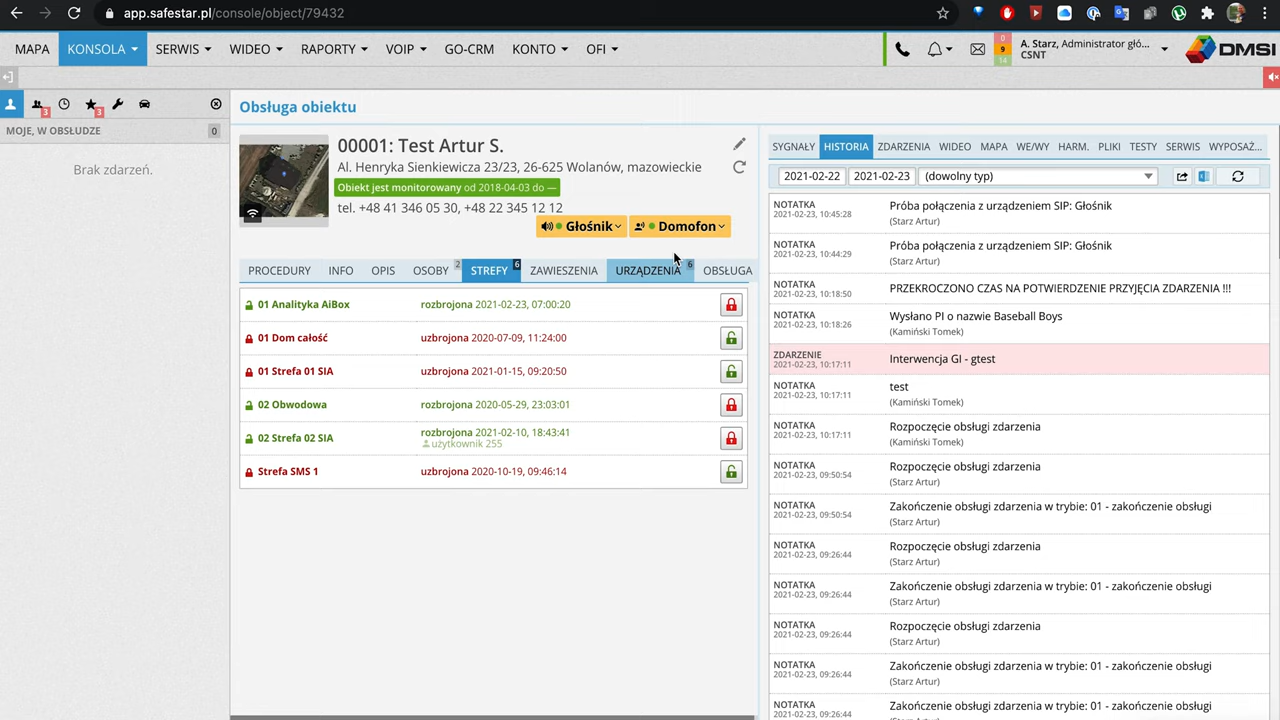 app.safestar.pl/console/object/79432
MAPA KONSOLA SERWIS WIDEO RAPORTY VOIP GO-CRM KONTO OFI
0
9
14
A. Starz, Administrator głó...
CSNT
DMSI
3 3
MOJE, W OBSŁUDZE 0
Brak zdarzeń.
Obsługa obiektu
00001: Test Artur S.
Al. Henryka Sienkiewicza 23/23, 26-625 Wolanów, mazowieckie
Obiekt jest monitorowany od 2018-04-03 do —
tel. +48 41 346 05 30, +48 22 345 12 12
Głośnik Domofon
PROCEDURY INFO OPIS OSOBY 2 STREFY 6 ZAWIESZENIA URZĄDZENIA 6 OBSŁUGA
01 Analityka AiBox rozbrojona 2021-02-23, 07:00:20
01 Dom całość uzbrojona 2020-07-09, 11:24:00
01 Strefa 01 SIA uzbrojona 2021-01-15, 09:20:50
02 Obwodowa rozbrojona 2020-05-29, 23:03:01
02 Strefa 02 SIA rozbrojona 2021-02-10, 18:43:41
użytkownik 255
Strefa SMS 1 uzbrojona 2020-10-19, 09:46:14
SYGNAŁY HISTORIA ZDARZENIA WIDEO MAPA WE/WY HARM. PLIKI TESTY SERWIS WYPOSAŻ...
2021-02-22 2021-02-23 (dowolny typ)
NOTATKA Próba połączenia z urządzeniem SIP: Głośnik
2021-02-23, 10:45:28 (Starz Artur)
NOTATKA Próba połączenia z urządzeniem SIP: Głośnik
2021-02-23, 10:44:29 (Starz Artur)
NOTATKA PRZEKROCZONO CZAS NA POTWIERDZENIE PRZYJĘCIA ZDARZENIA !!!
2021-02-23, 10:18:50
NOTATKA Wysłano PI o nazwie Baseball Boys
2021-02-23, 10:18:26 (Kamiński Tomek)
ZDARZENIE Interwencja GI - gtest
2021-02-23, 10:17:11
NOTATKA test
2021-02-23, 10:17:11 (Kamiński Tomek)
NOTATKA Rozpoczęcie obsługi zdarzenia
2021-02-23, 10:17:11 (Kamiński Tomek)
NOTATKA Rozpoczęcie obsługi zdarzenia
2021-02-23, 09:50:54 (Starz Artur)
NOTATKA Zakończenie obsługi zdarzenia w trybie: 01 - zakończenie obsługi
2021-02-23, 09:50:54 (Starz Artur)
NOTATKA Rozpoczęcie obsługi zdarzenia
2021-02-23, 09:26:44 (Starz Artur)
NOTATKA Zakończenie obsługi zdarzenia w trybie: 01 - zakończenie obsługi
2021-02-23, 09:26:44 (Starz Artur)
NOTATKA Rozpoczęcie obsługi zdarzenia
2021-02-23, 09:26:44 (Starz Artur)
NOTATKA Zakończenie obsługi zdarzenia w trybie: 01 - zakończenie obsługi
2021-02-23, 09:26:44 (Starz Artur)
NOTATKA Zakończenie obsługi zdarzenia w trybie: 01 - zakończenie obsługi